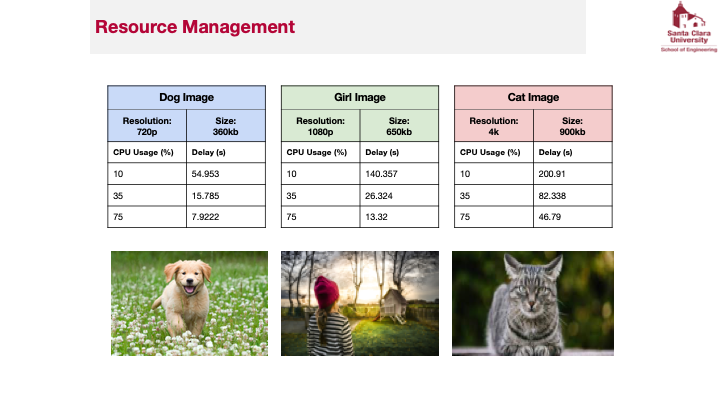 Resource Management
Santa Clara
University
School of Engineering
Dog Image
Resolution:
720p
Size:
360kb
CPU Usage (%) Delay (s)
10 54.953
35 15.785
75 7.9222
Girl Image
Resolution:
1080p
Size:
650kb
CPU Usage (%) Delay (s)
10 140.357
35 26.324
75 13.32
Cat Image
Resolution:
4k
Size:
900kb
CPU Usage (%) Delay (s)
10 200.91
35 82.338
75 46.79